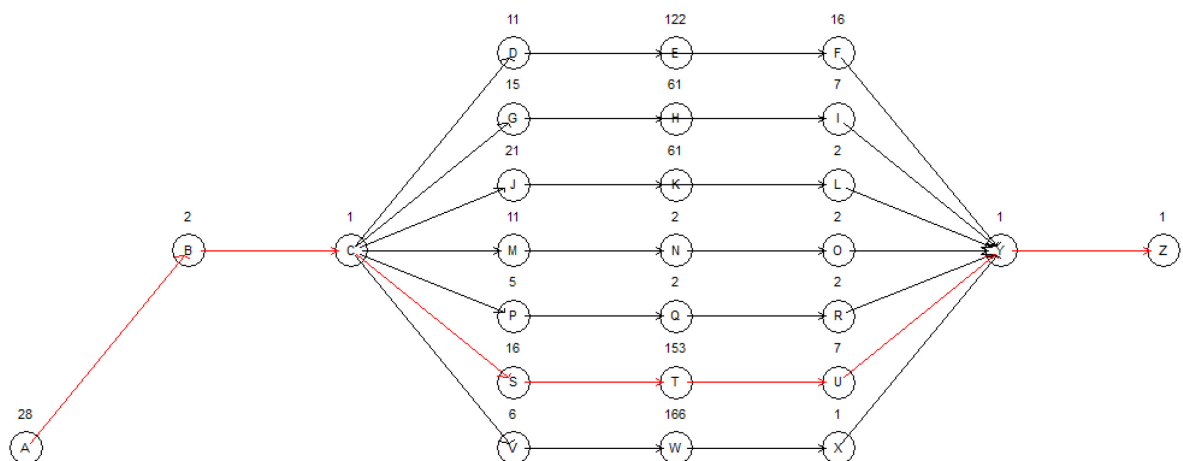 11 122 16
D E F
15 61 7
G H I
21 61 2
J K L
2 1 11 2 2 1 1
B C M N O Y Z
5 2 2
P Q R
16 153 7
S T U
28 6 166 1
A V W X